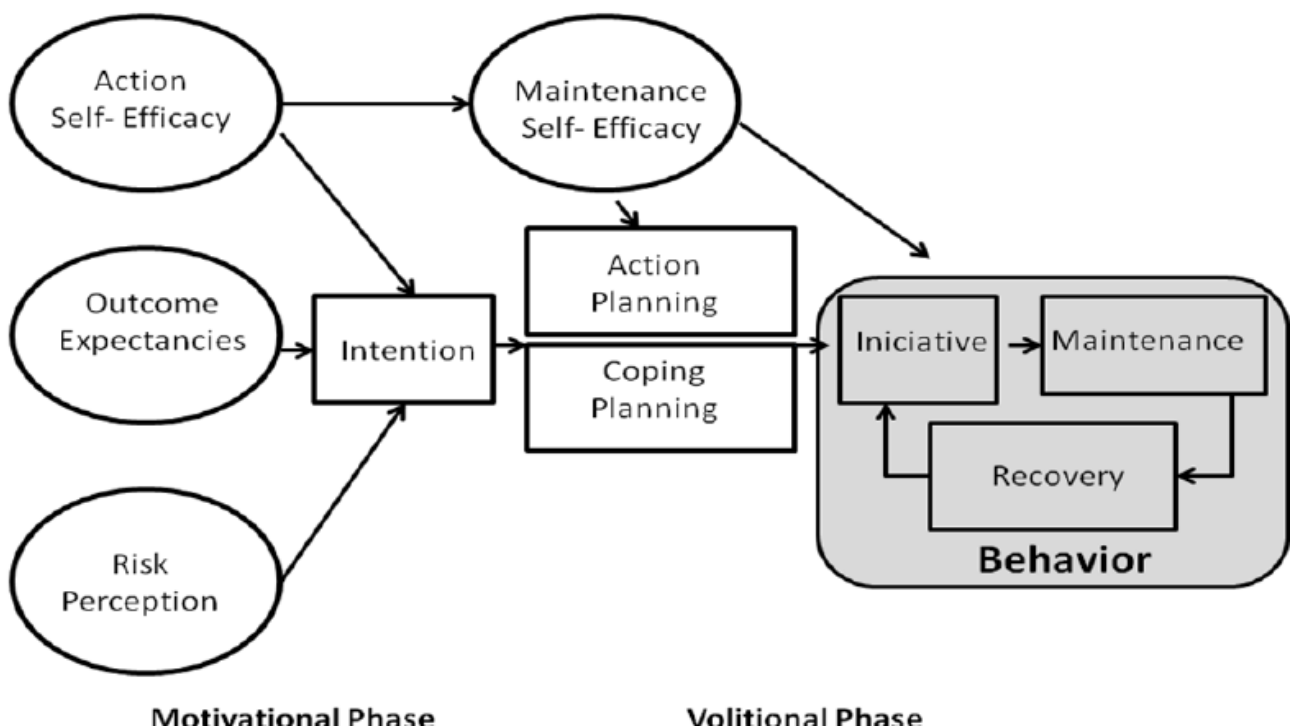 Action
Self- Efficacy
Maintenance
Self- Efficacy
Outcome
Expectancies
Intention
Action
Planning
Coping
Planning
Iniciative
Maintenance
Recovery
Behavior
Risk
Perception
Motivational Phase
Volitional Phase